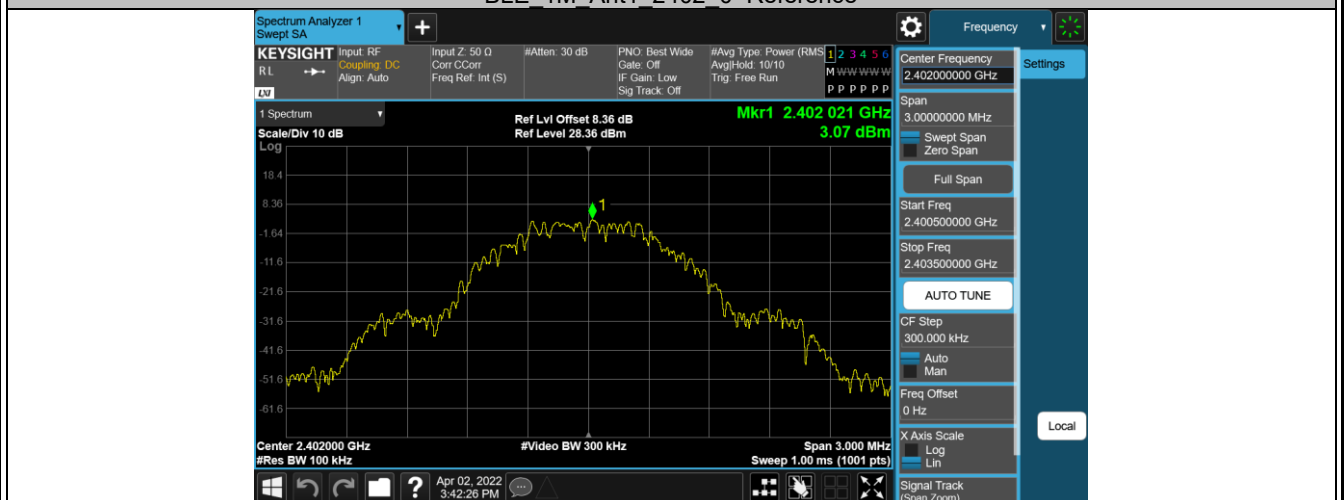 Spectrum Analyzer 1
Swept SA
+
Frequency
KEYSIGHT
RL
LXI
Input: RF
Coupling: DC
Align: Auto
Input Z: 50 Ω
Corr CCorr
Freq Ref: Int (S)
#Atten: 30 dB
PNO: Best Wide
Gate: Off
IF Gain: Low
Sig Track: Off
#Avg Type: Power (RMS
Avg|Hold: 10/10
Trig: Free Run
1 2 3 4 5 6
M W W W W W
P P P P P P
1 Spectrum
Scale/Div 10 dB
Log
Ref Lvl Offset 8.36 dB
Ref Level 28.36 dBm
Mkr1 2.402 021 GHz
3.07 dBm
1
18.4
8.36
-1.64
-11.6
-21.6
-31.6
-41.6
-51.6
-61.6
Center 2.402000 GHz
#Res BW 100 kHz
#Video BW 300 kHz
Span 3.000 MHz
Sweep 1.00 ms (1001 pts)
?
Apr 02, 2022
3:42:26 PM
Center Frequency
2.402000000 GHz
Settings
Span
3.00000000 MHz
Swept Span
Zero Span
Full Span
Start Freq
2.400500000 GHz
Stop Freq
2.403500000 GHz
AUTO TUNE
CF Step
300.000 kHz
Auto
Man
Freq Offset
0 Hz
X Axis Scale
Log
Lin
Local
Signal Track
(Span Zoom)